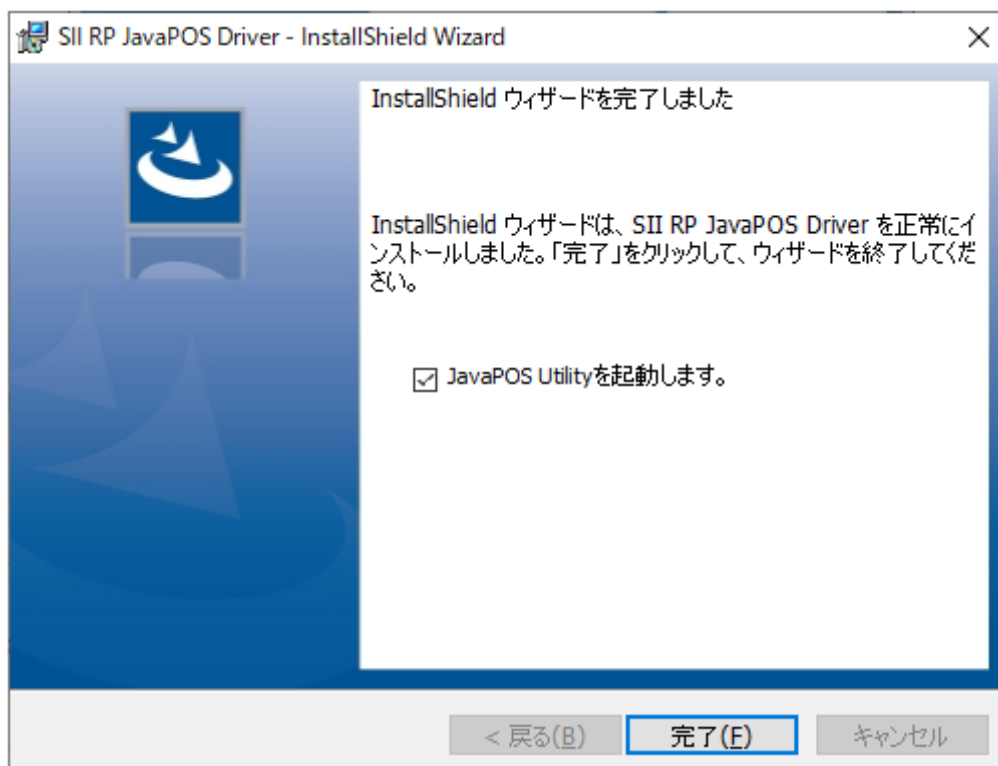 SII RP JavaPOS Driver - InstallShield Wizard
InstallShield ウィザードを完了しました
InstallShield ウィザードは、SII RP JavaPOS Driver を正常にイ
ンストールしました。「完了」をクリックして、ウィザードを終了してくだ
さい。
JavaPOS Utilityを起動します。
< 戻る(B)
完了(F)
キャンセル